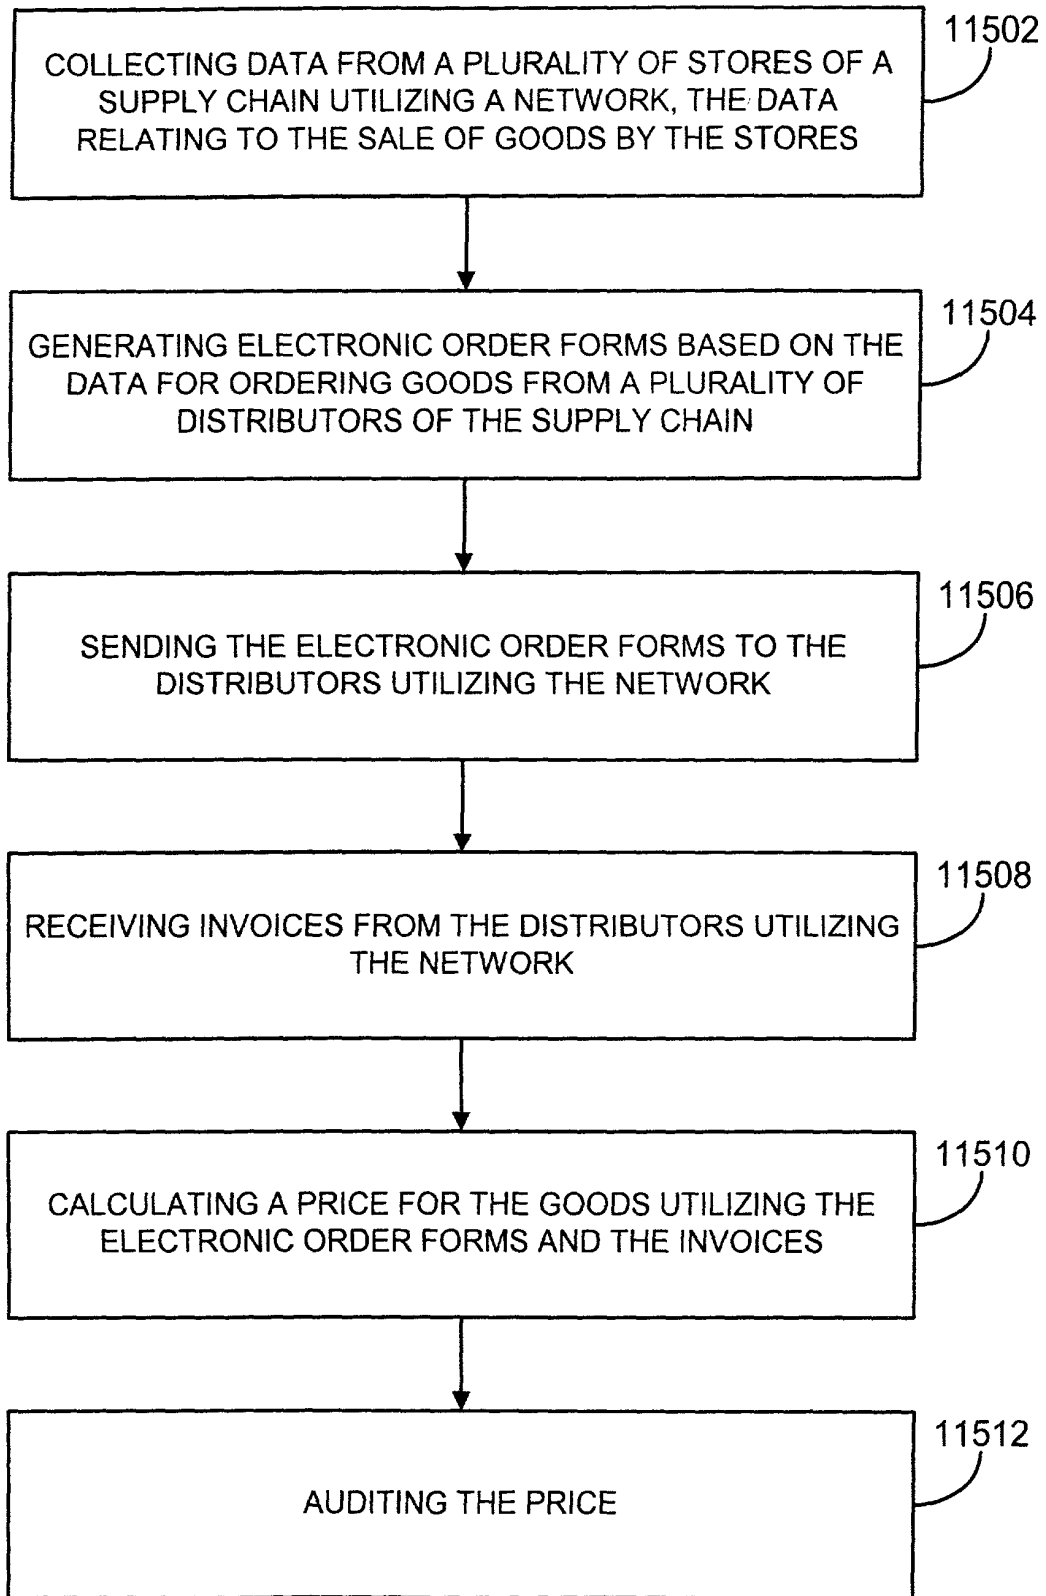 11502
COLLECTING DATA FROM A PLURALITY OF STORES OF A
SUPPLY CHAIN UTILIZING A NETWORK, THE DATA
RELATING TO THE SALE OF GOODS BY THE STORES
11504
GENERATING ELECTRONIC ORDER FORMS BASED ON THE
DATA FOR ORDERING GOODS FROM A PLURALITY OF
DISTRIBUTORS OF THE SUPPLY CHAIN
11506
SENDING THE ELECTRONIC ORDER FORMS TO THE
DISTRIBUTORS UTILIZING THE NETWORK
11508
RECEIVING INVOICES FROM THE DISTRIBUTORS UTILIZING
THE NETWORK
11510
CALCULATING A PRICE FOR THE GOODS UTILIZING THE
ELECTRONIC ORDER FORMS AND THE INVOICES
11512
AUDITING THE PRICE